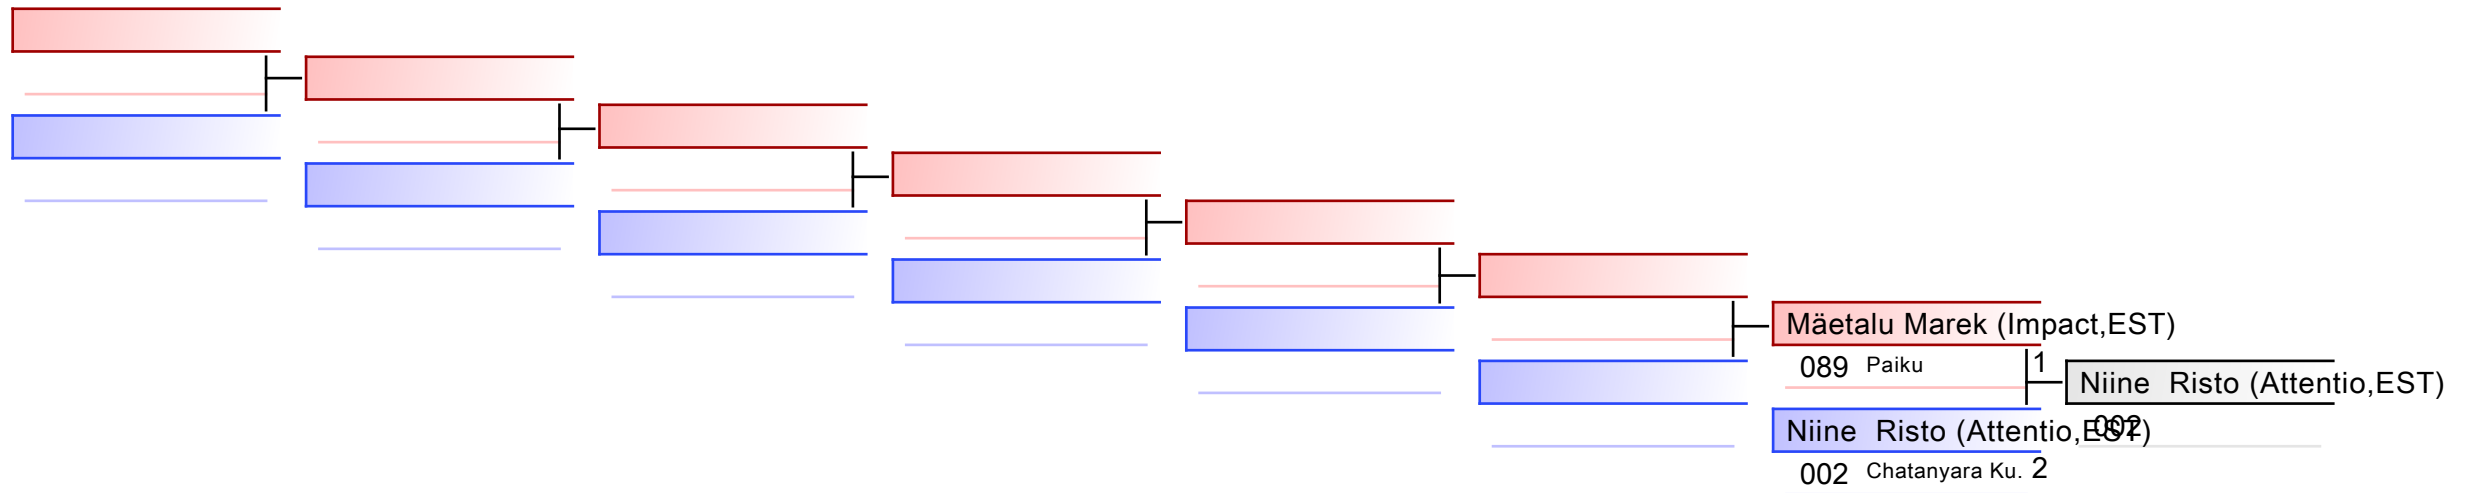 Mäetalu Marek (Impact,EST)
089 Paiku 1
Niine Risto (Attentio,EST)
002
Niine Risto (Attentio,EST)
002 Chatanyara Ku. 2